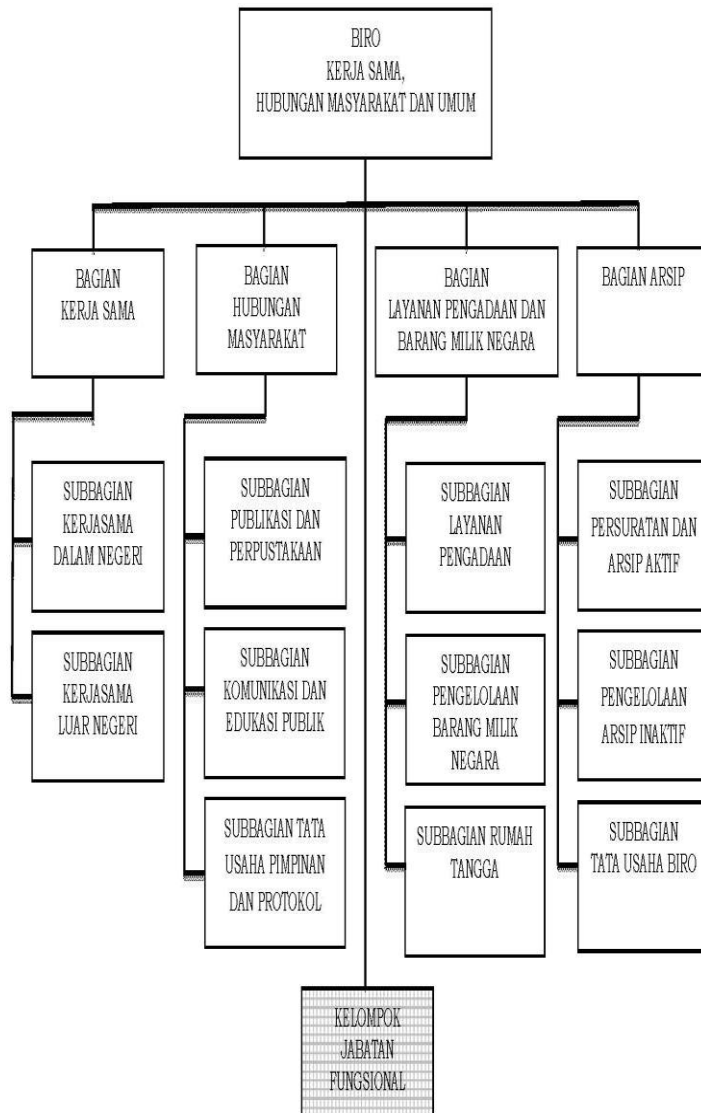 BIRO
KERJA SAMA,
HUBUNGAN MASYARAKAT DAN UMUM
BAGIAN
KERJA SAMA
BAGIAN
HUBUNGAN
MASYARAKAT
BAGIAN
LAYANAN PENGADAAN DAN
BARANG MILIK NEGARA
BAGIAN ARSIP
SUBBAGIAN
KERJASAMA
DALAM NEGERI
SUBBAGIAN
PUBLIKASI DAN
PERPUSTAKAAN
SUBBAGIAN
LAYANAN
PENGADAAN
SUBBAGIAN
PERSURATAN DAN
ARSIP AKTIF
SUBBAGIAN
KERJASAMA
LUAR NEGERI
SUBBAGIAN
KOMUNIKASI DAN
EDUKASI PUBLIK
SUBBAGIAN
PENGELOLAAN
BARANG MILIK
NEGARA
SUBBAGIAN
PENGELOLAAN
ARSIP INAKTIF
SUBBAGIAN TATA
USAHA PIMPINAN
DAN PROTOKOL
SUBBAGIAN RUMAH
TANGGA
SUBBAGIAN
TATA USAHA BIRO
KELOMPOK
JABATAN
FUNGSIONAL